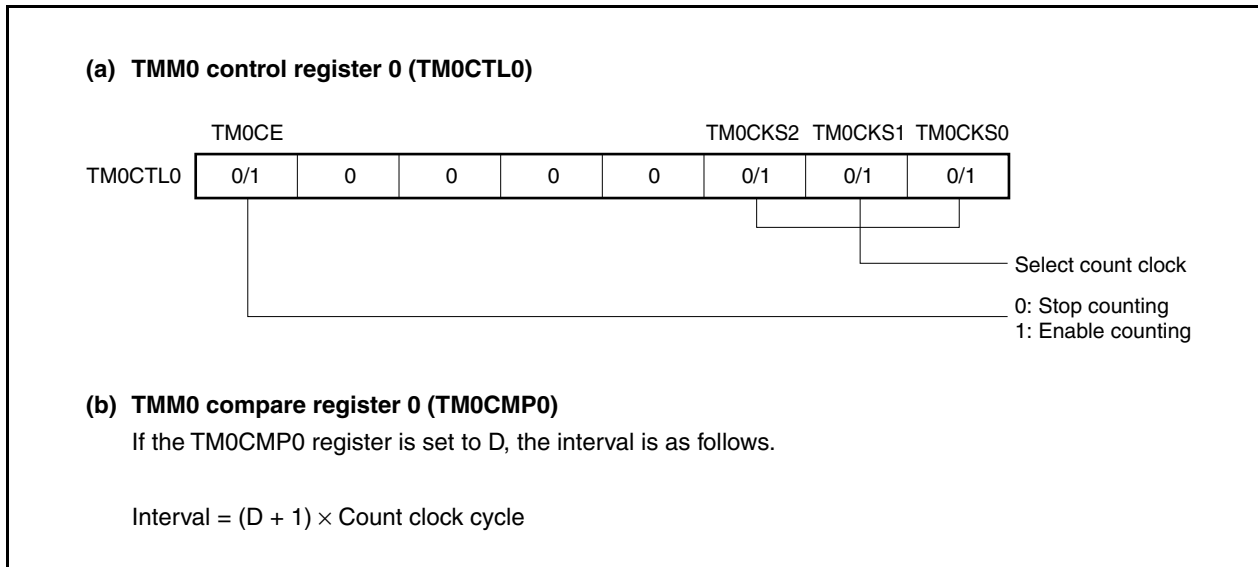 (a) TMM0 control register 0 (TM0CTL0)
TM0CE TM0CKS2 TM0CKS1 TM0CKS0
TM0CTL0 0/1 0 0 0 0 0/1 0/1 0/1
Select count clock
0: Stop counting
1: Enable counting
(b) TMM0 compare register 0 (TM0CMP0)
If the TM0CMP0 register is set to D, the interval is as follows.
Interval = (D + 1) × Count clock cycle